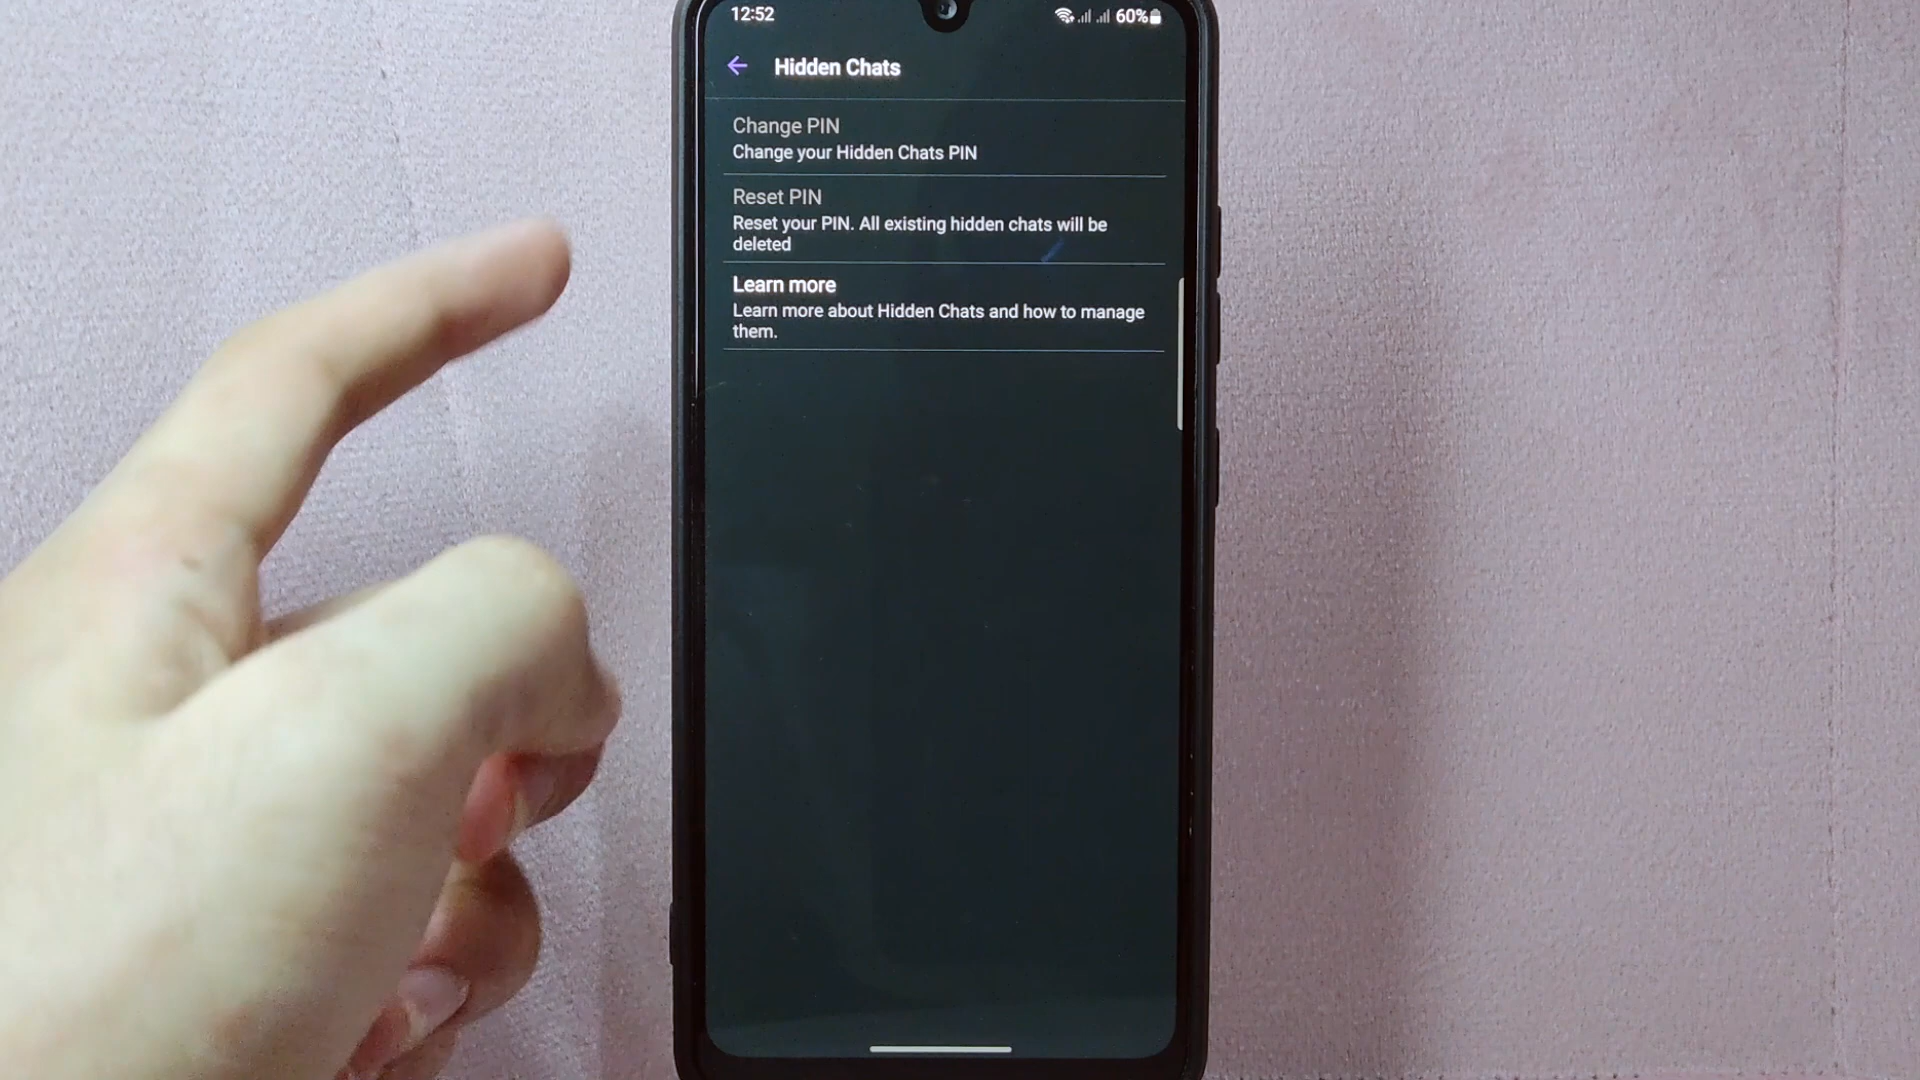 12:52
60%
Hidden Chats
Change PIN
Change your Hidden Chats PIN
Reset PIN
Reset your PIN. All existing hidden chats will be
deleted
Learn more
Learn more about Hidden Chats and how to manage
them.